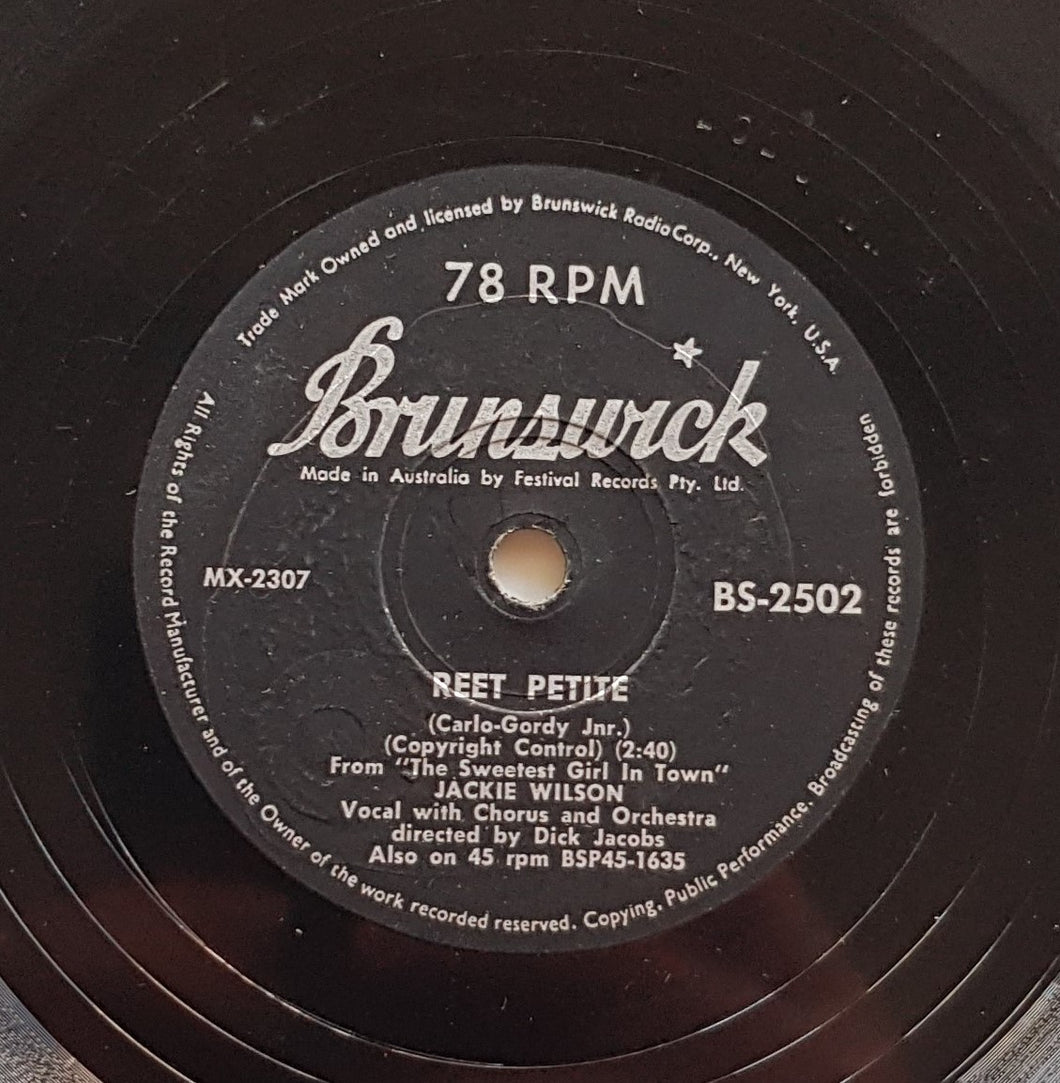 Trade Mark Owned and licensed by Brunswick Radio Corp., New York, U.S.A.
78 RPM
Brunswick
Made in Australia by Festival Records Pty. Ltd.
MX-2307
BS-2502
REET PETITE
(Carlo-Gordy Jnr.)
(Copyright Control) (2:40)
From "The Sweetest Girl In Town"
JACKIE WILSON
Vocal with Chorus and Orchestra
directed by Dick Jacobs
Also on 45 rpm BSP45-1635
All Rights of the Record Manufacturer and of the Owner of the work recorded reserved. Copying, Public Performance, Broadcasting of these records are forbidden